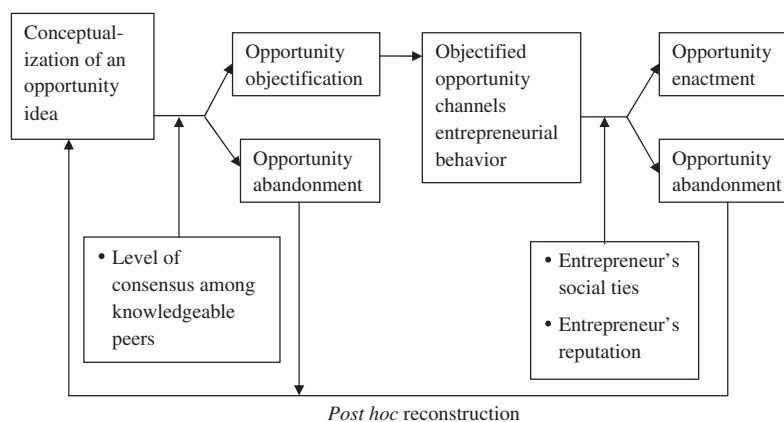 Conceptual-
ization of an
opportunity
idea
Opportunity
objectification
Opportunity
abandonment
Objectified
opportunity
channels
entrepreneurial
behavior
Opportunity
enactment
Opportunity
abandonment
• Level of
consensus among
knowledgeable
peers
• Entrepreneur’s
social ties
• Entrepreneur’s
reputation
Post hoc reconstruction